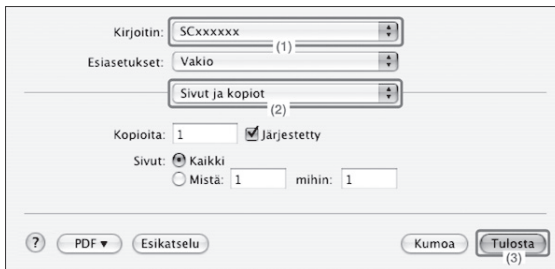 Kirjoitin: SCxxxxxx
(1)
Esiasetukset: Vakio
Sivut ja kopiot
(2)
Kopioita: 1 Järjestetty
Sivut: Kaikki
Mistä: 1 mihin: 1
? PDF ▼ Esikatselu Kumoa Tulosta
(3)